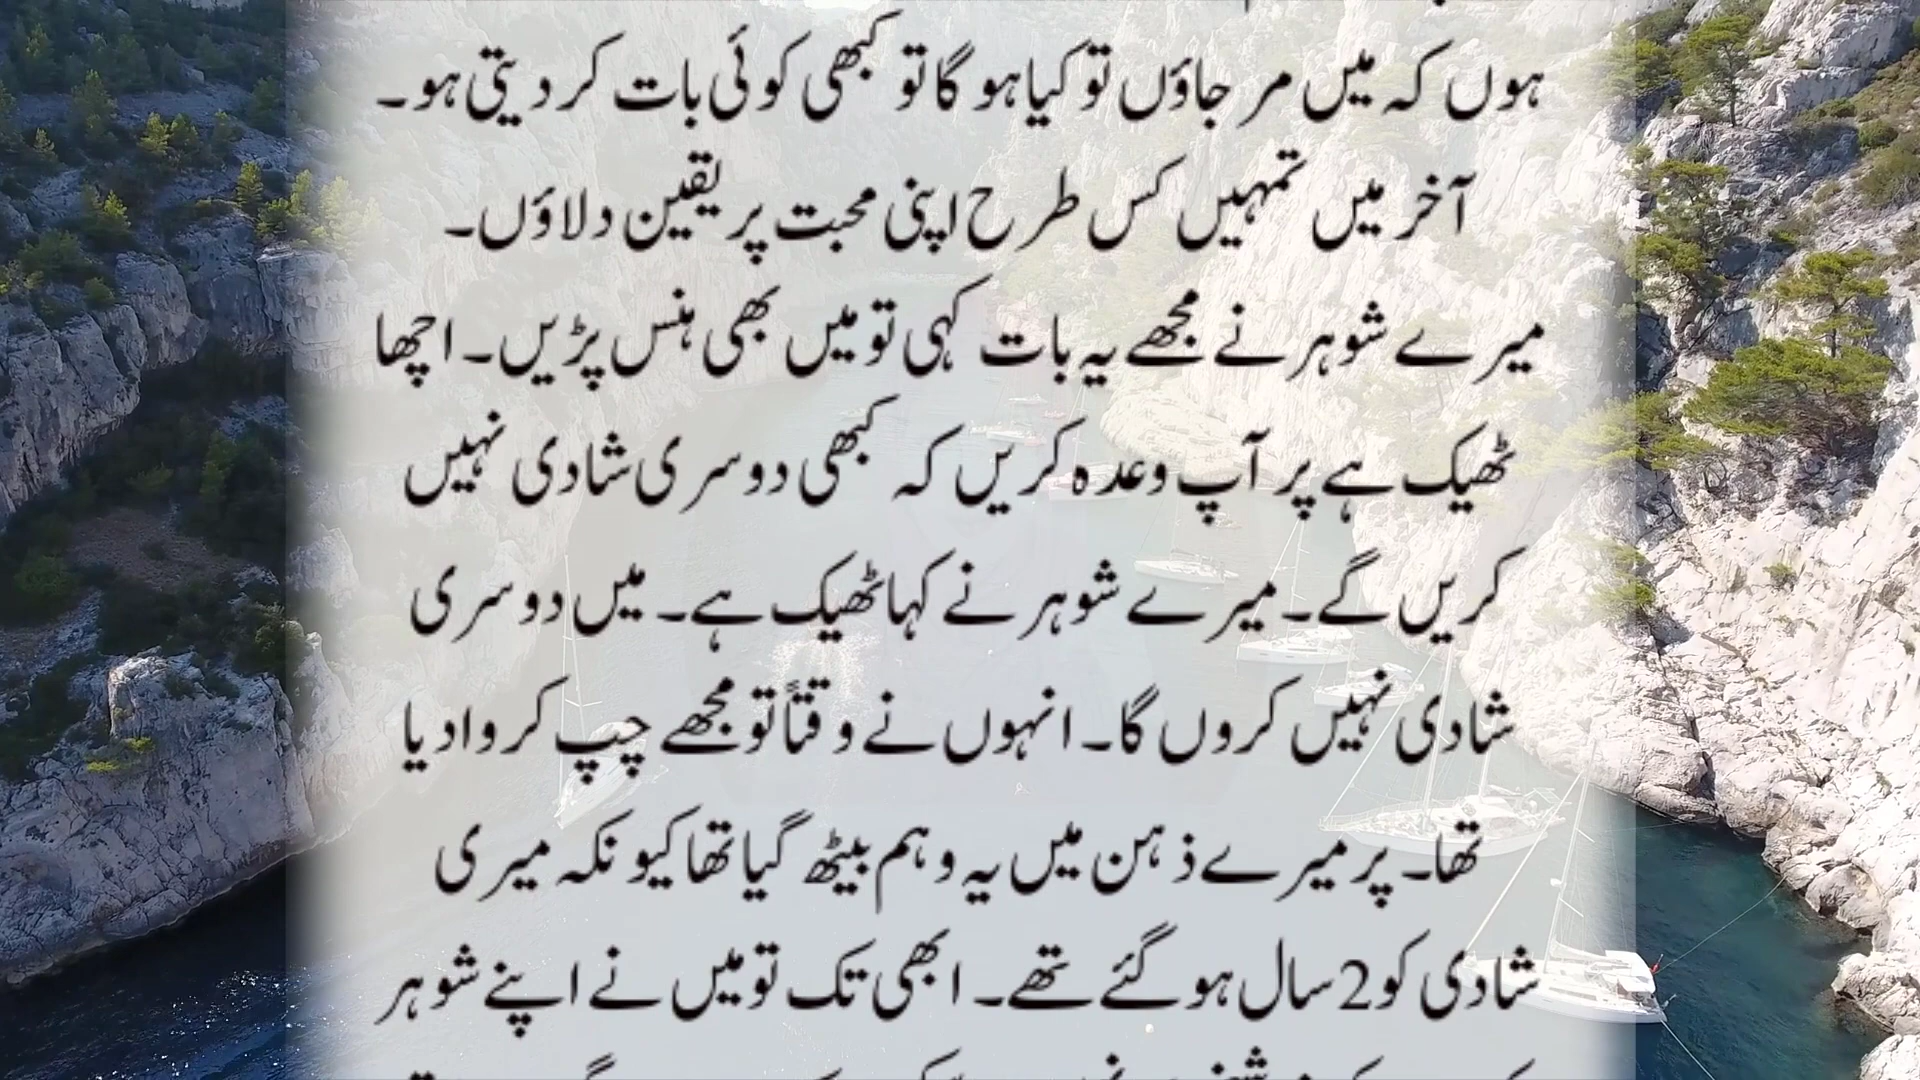 ہوں کہ میں مر جاؤں تو کیا ہو گا تو کبھی کوئی بات کر دیتی ہو۔
آخر میں تمہیں کس طرح اپنی محبت پر یقین دلاؤں۔
میرے شوہر نے مجھے یہ بات کہی تو میں بھی ہنس پڑیں۔ اچھا
ٹھیک ہے پر آپ وعدہ کریں کہ کبھی دوسری شادی نہیں
کریں گے۔ میرے شوہر نے کہا ٹھیک ہے۔ میں دوسری
شادی نہیں کروں گا۔ انہوں نے وقتاً تو مجھے چپ کروا دیا
تھا۔ پر میرے ذہن میں یہ وہم بیٹھ گیا تھا کیونکہ میری
شادی کو 2 سال ہو گئے تھے۔ ابھی تک تو میں نے اپنے شوہر